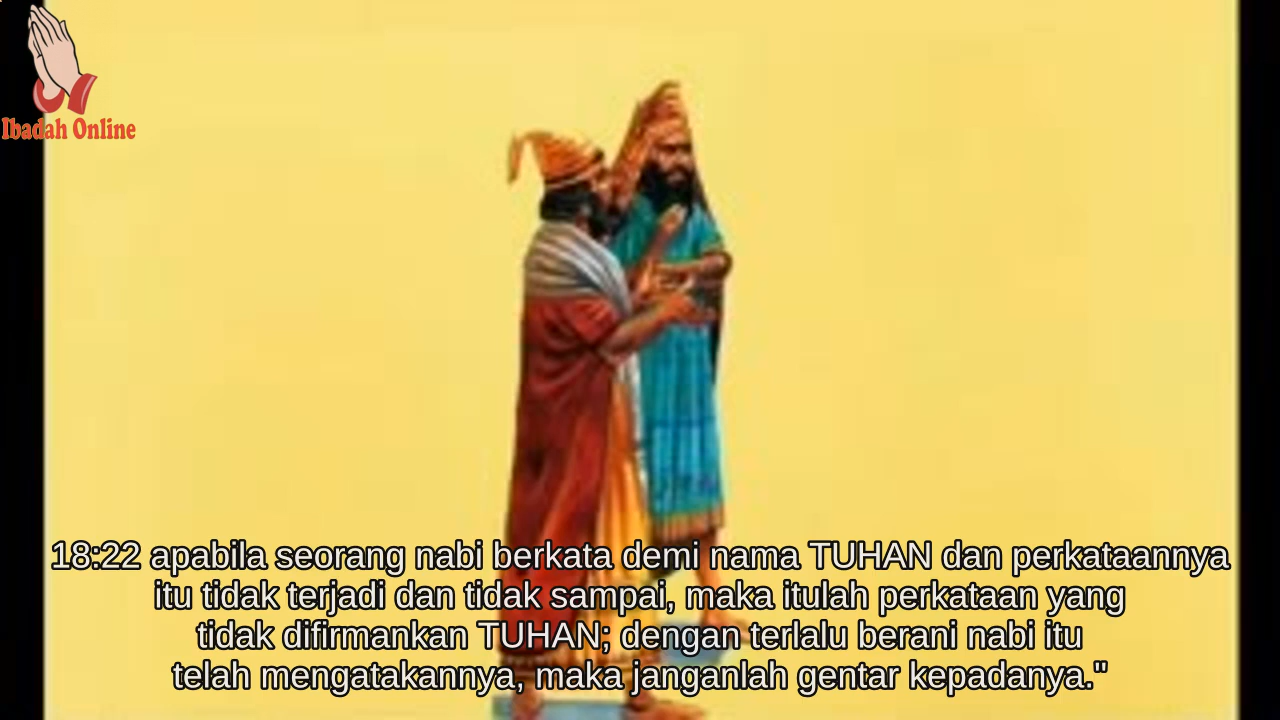 Ibadah Online
18:22 apabila seorang nabi berkata demi nama TUHAN dan perkataannya
itu tidak terjadi dan tidak sampai, maka itulah perkataan yang
tidak difirmankan TUHAN; dengan terlalu berani nabi itu
telah mengatakannya, maka janganlah gentar kepadanya."